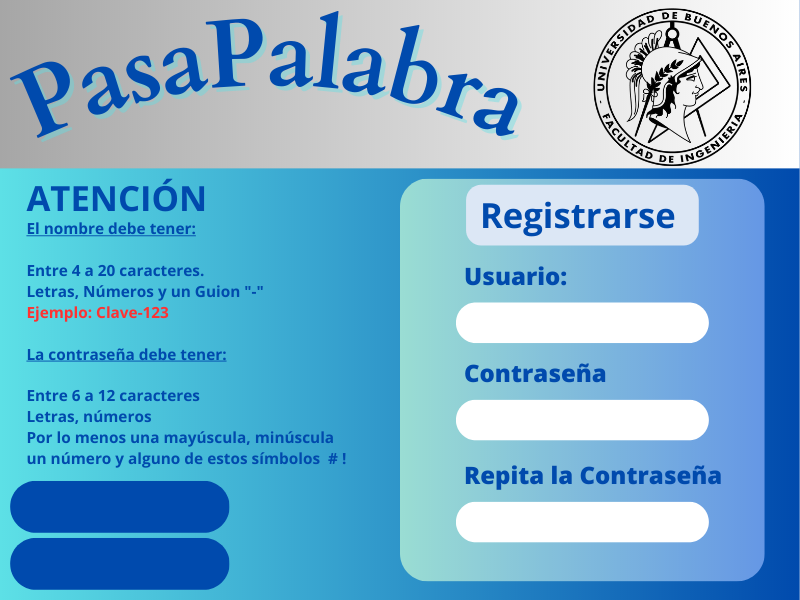 PasaPalabra
UNIVERSIDAD DE BUENOS AIRES
FACULTAD DE INGENIERIA
ATENCIÓN
El nombre debe tener:
Entre 4 a 20 caracteres.
Letras, Números y un Guion "-"
Ejemplo: Clave-123
La contraseña debe tener:
Entre 6 a 12 caracteres
Letras, números
Por lo menos una mayúscula, minúscula
un número y alguno de estos símbolos # !
Registrarse
Usuario:
Contraseña
Repita la Contraseña